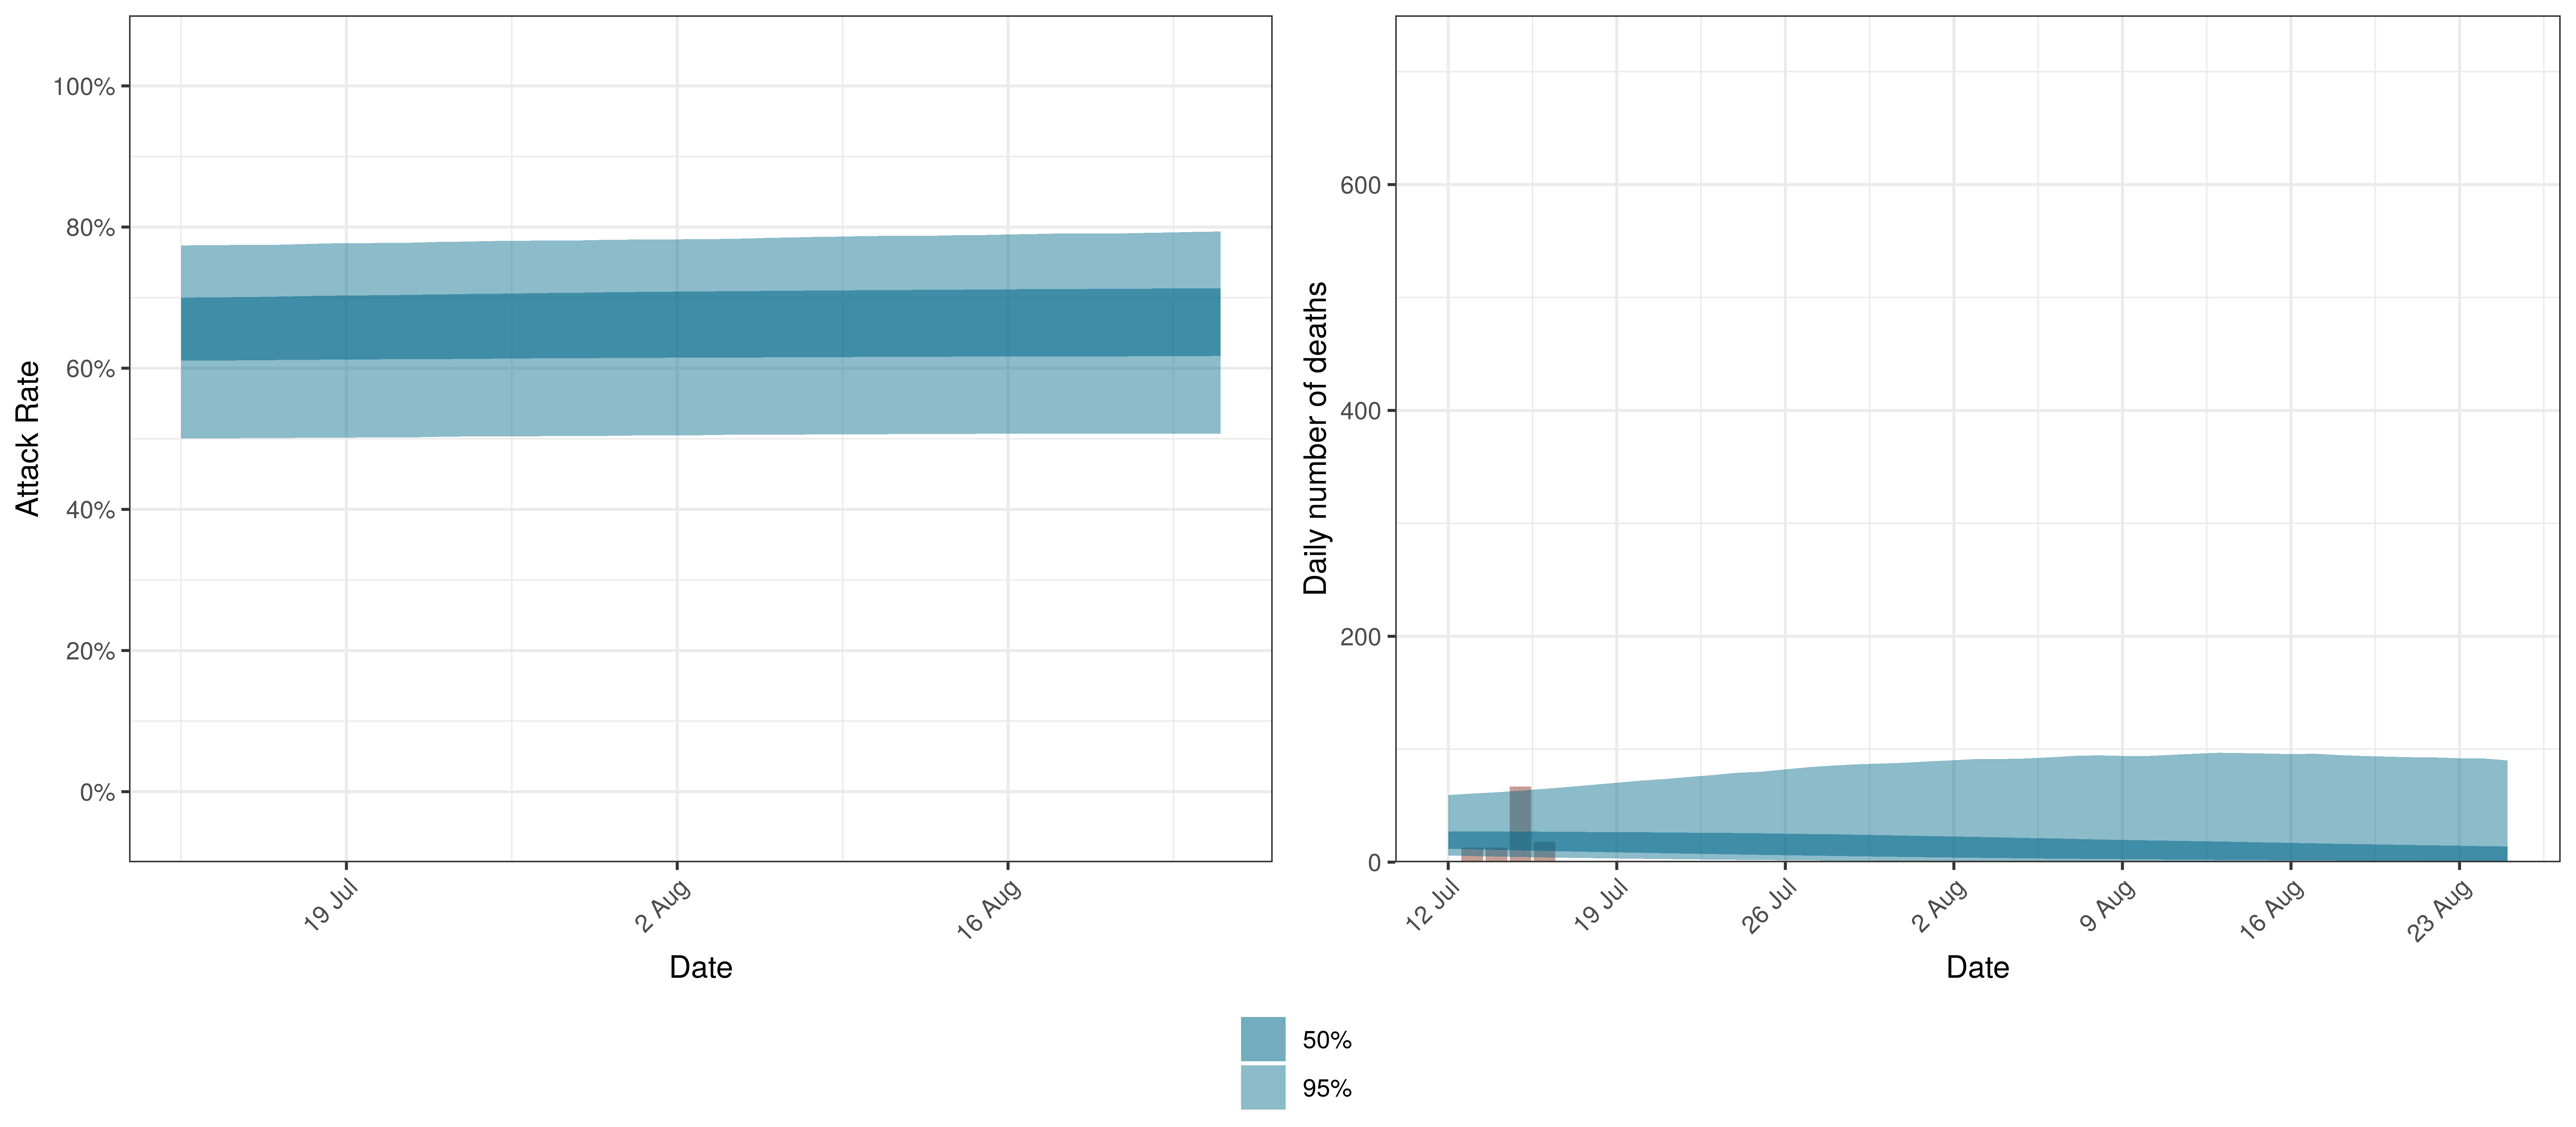 Attack Rate
100%
80%
60%
40%
20%
0%
19 Jul
2 Aug
16 Aug
Date
Daily number of deaths
600
400
200
0
12 Jul
19 Jul
26 Jul
2 Aug
9 Aug
16 Aug
23 Aug
Date
50%
95%